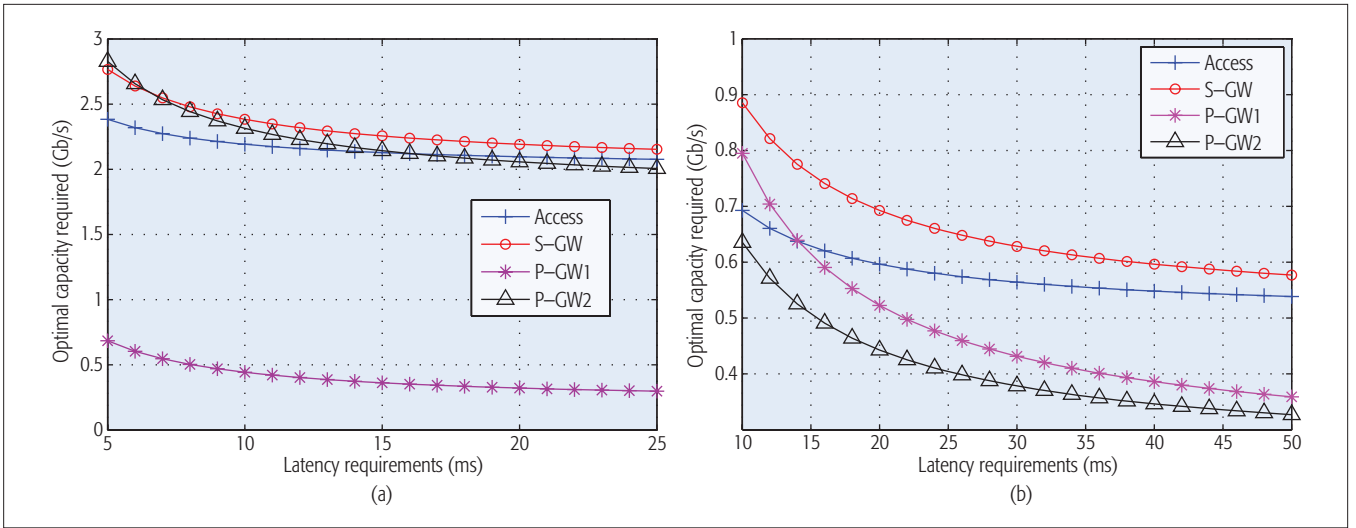 3
2.5
2
1.5
1
0.5
0
5
10
15
20
25
Optimal capacity required (Gb/s)
Latency requirements (ms)
Access
S–GW
P–GW1
P–GW2
(a)
1
0.9
0.8
0.7
0.6
0.5
0.4
10
15
20
25
30
35
40
45
50
Optimal capacity required (Gb/s)
Latency requirements (ms)
Access
S–GW
P–GW1
P–GW2
(b)